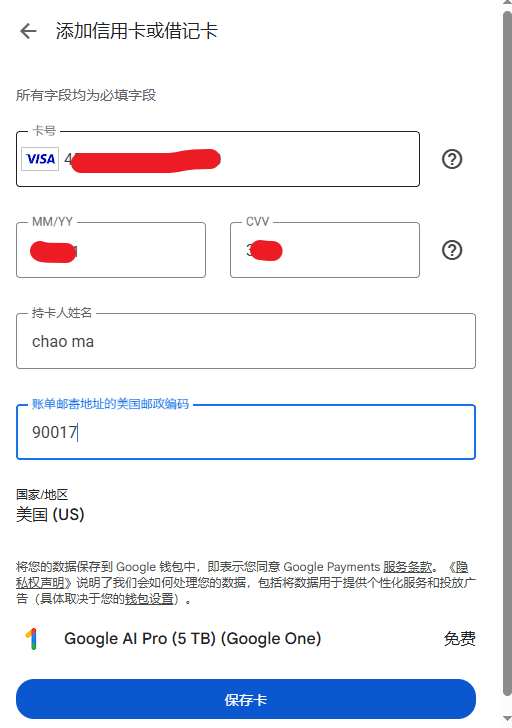 添加信用卡或借记卡
所有字段均为必填字段
卡号
VISA 4
MM/YY
CVV
持卡人姓名
chao ma
账单邮寄地址的美国邮政编码
90017
国家/地区
美国 (US)
将您的数据保存到 Google 钱包中，即表示您同意 Google Payments 服务条款。《隐
私权声明》说明了我们会如何处理您的数据，包括将数据用于提供个性化服务和投放广
告（具体取决于您的钱包设置）。
Google AI Pro (5 TB) (Google One) 免费
保存卡